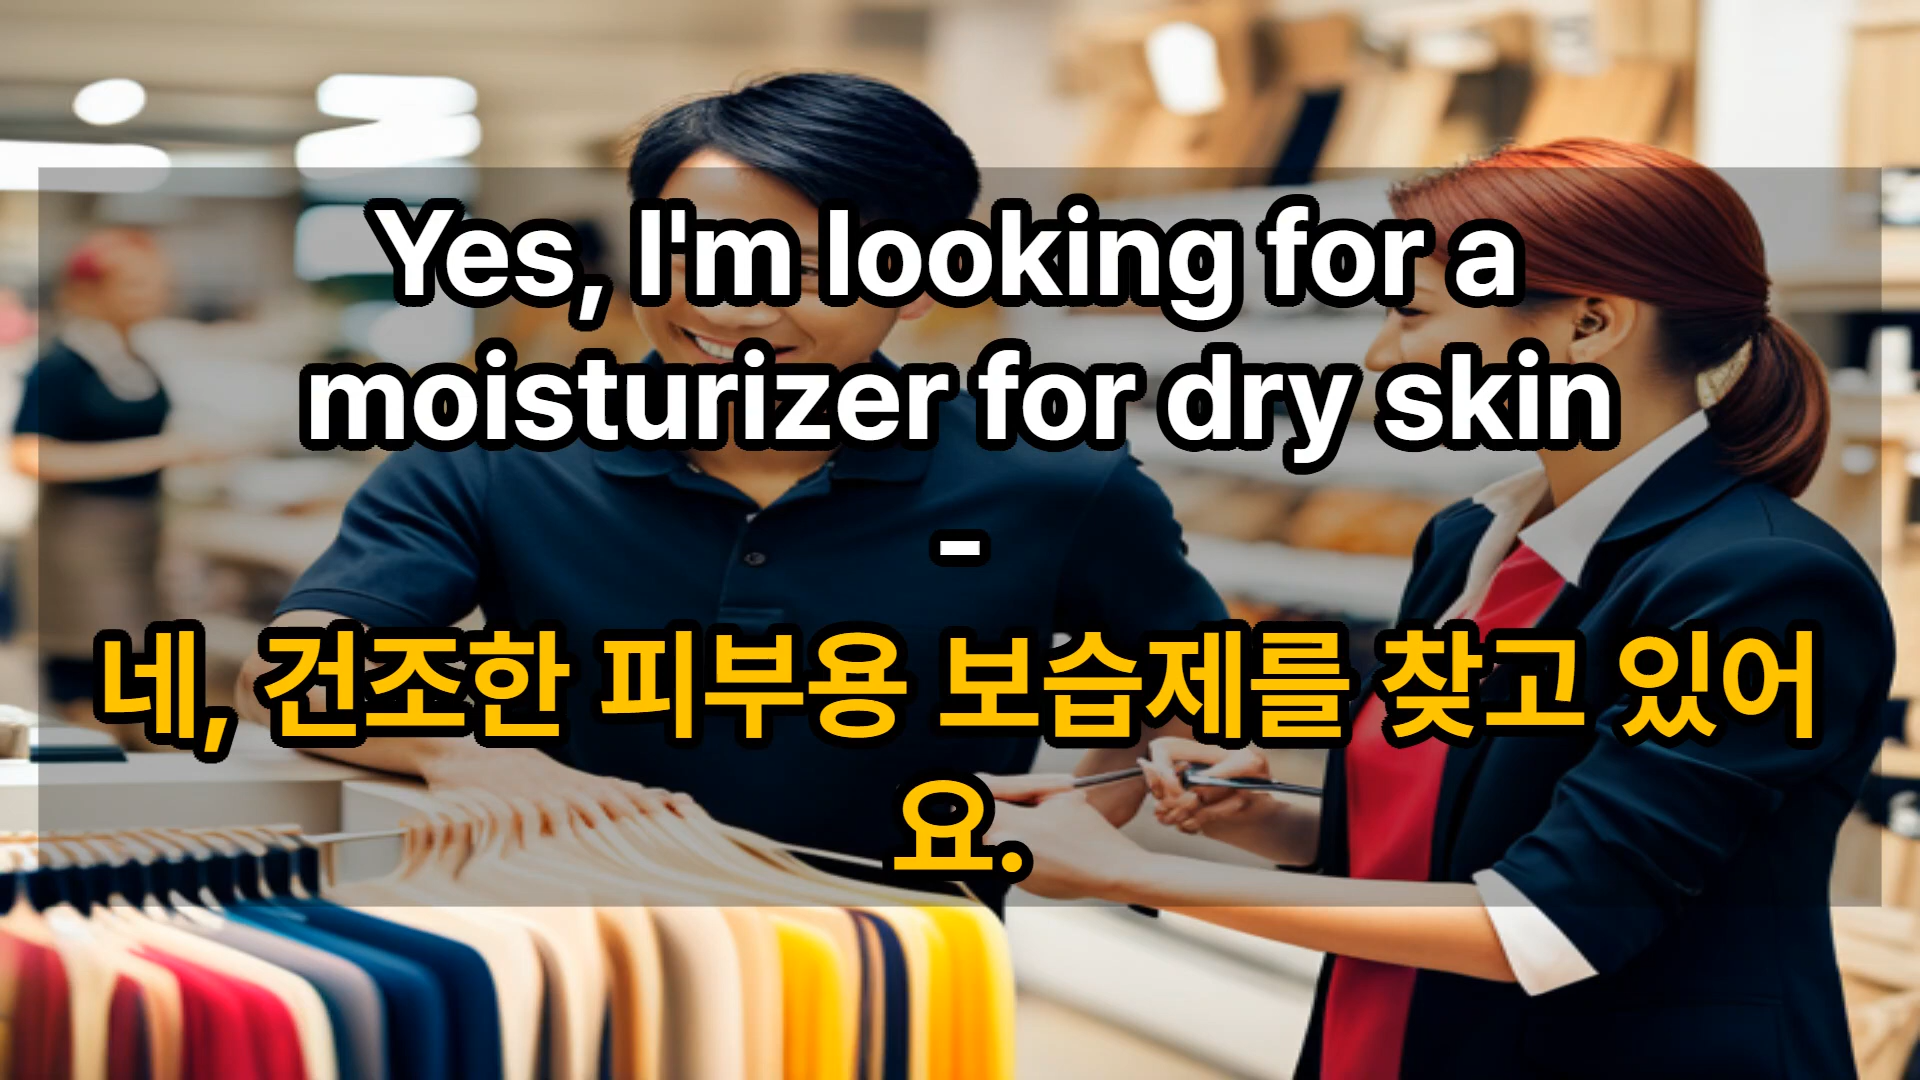 Yes, I'm looking for a
moisturizer for dry skin
-
네, 건조한 피부용 보습제를 찾고 있어
요.